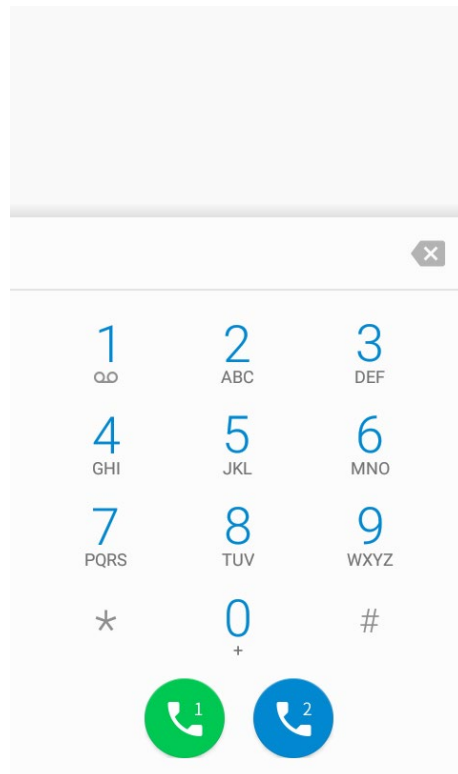 1 2 3
ABC DEF
4 5 6
GHI JKL MNO
7 8 9
PQRS TUV WXYZ
* 0 #
+
1 2